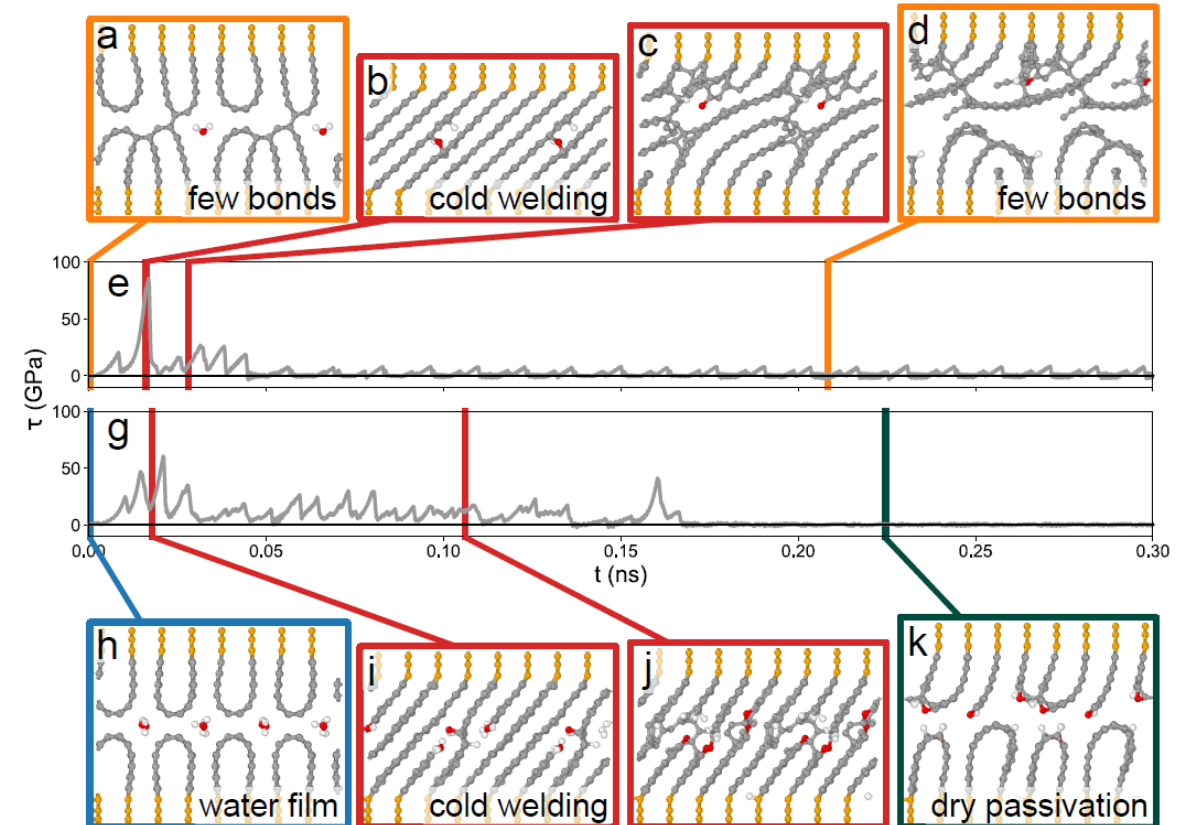 a
b
c
d
few bonds
cold welding
few bonds
e
100
50
0
τ (GPa)
g
100
50
0
0.00
0.05
0.10
0.15
0.20
0.25
0.30
t (ns)
h
i
j
k
water film
cold welding
dry passivation